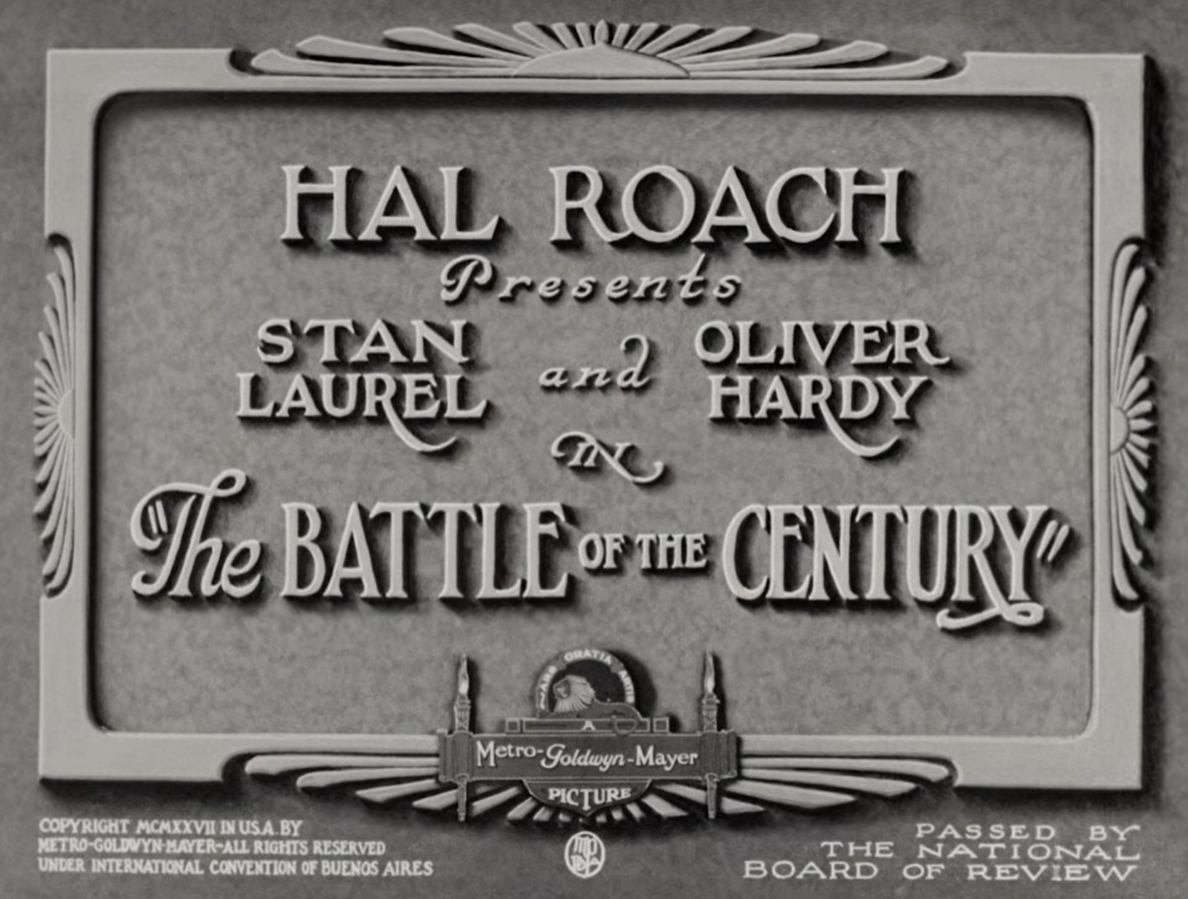 HAL ROACH
Presents
STAN LAUREL and OLIVER HARDY
IN
"The BATTLE OF THE CENTURY"
ARS GRATIA ARTIS
A
Metro-Goldwyn-Mayer
PICTURE
COPYRIGHT MCMXXVII IN U.S.A. BY
METRO-GOLDWYN-MAYER-ALL RIGHTS RESERVED
UNDER INTERNATIONAL CONVENTION OF BUENOS AIRES
PASSED BY
THE NATIONAL
BOARD OF REVIEW